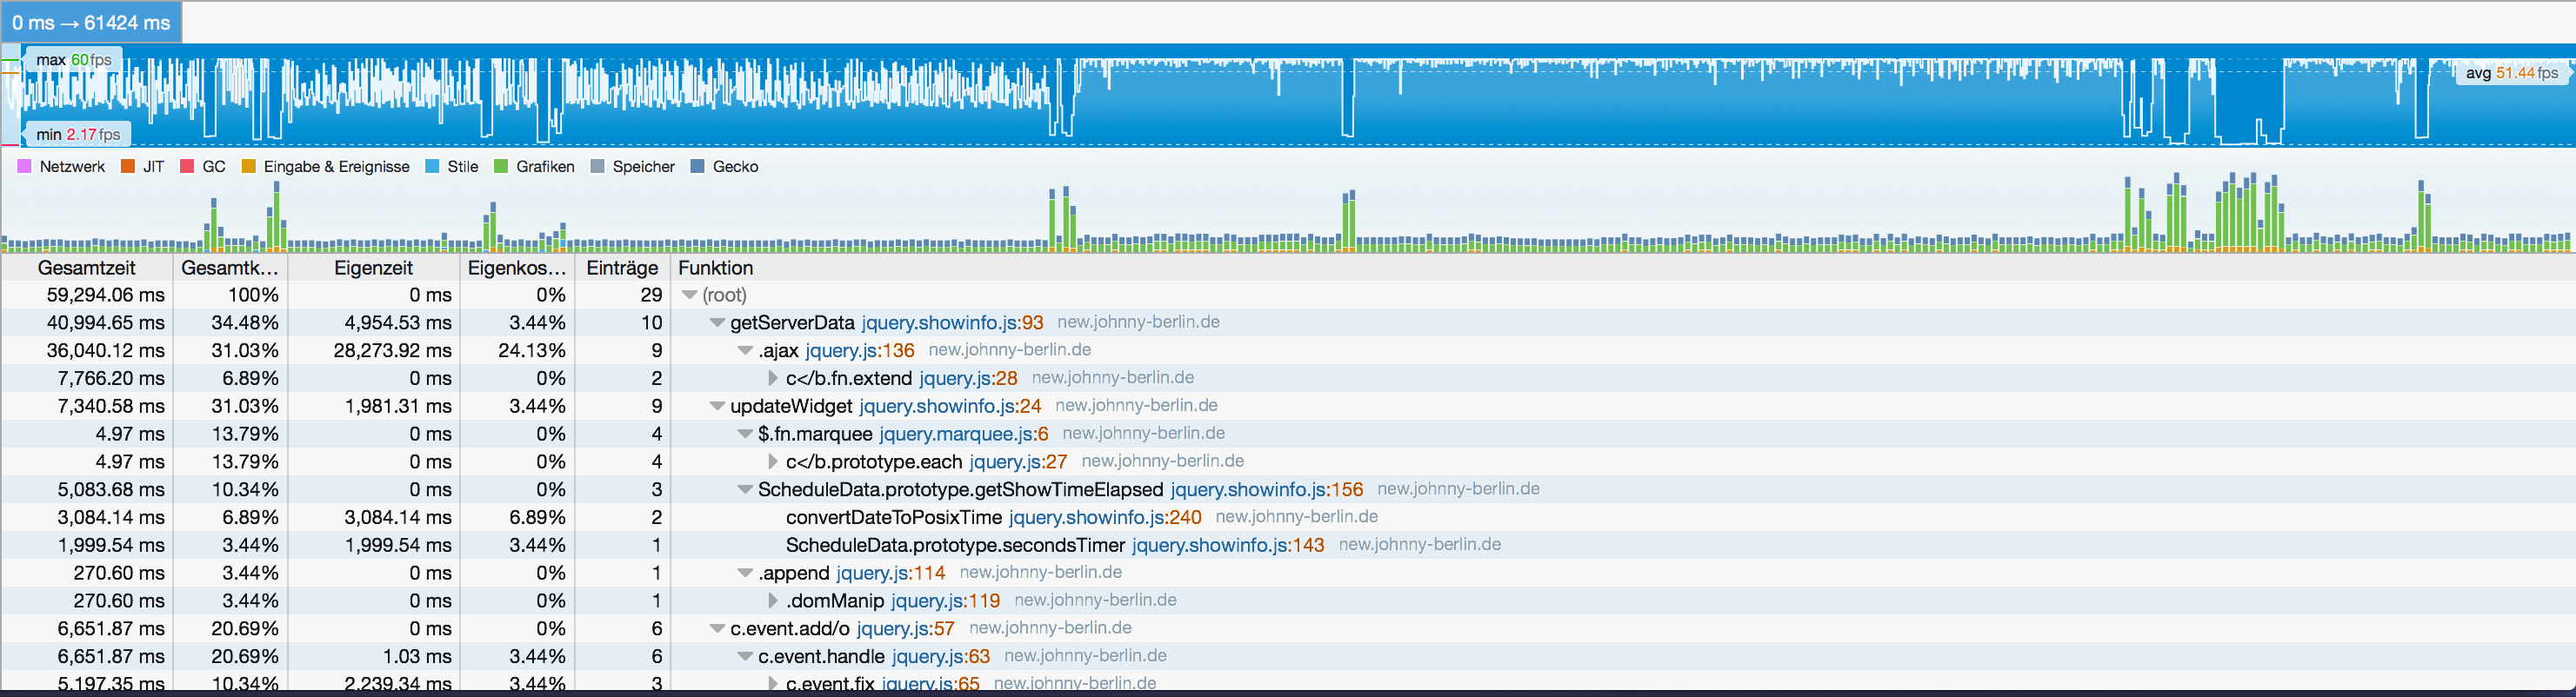 0 ms → 61424 ms
max 60fps
avg 51.44fps
min 2.17fps
Netzwerk JIT GC Eingabe & Ereignisse Stile Grafiken Speicher Gecko
Gesamtzeit Gesamtk... Eigenzeit Eigenkos... Einträge Funktion
59,294.06 ms 100% 0 ms 0% 29 (root)
40,994.65 ms 34.48% 4,954.53 ms 3.44% 10 getServerData jquery.showinfo.js:93 new.johnny-berlin.de
36,040.12 ms 31.03% 28,273.92 ms 24.13% 9 .ajax jquery.js:136 new.johnny-berlin.de
7,766.20 ms 6.89% 0 ms 0% 2 c</b.fn.extend jquery.js:28 new.johnny-berlin.de
7,340.58 ms 31.03% 1,981.31 ms 3.44% 9 updateWidget jquery.showinfo.js:24 new.johnny-berlin.de
4.97 ms 13.79% 0 ms 0% 4 $.fn.marquee jquery.marquee.js:6 new.johnny-berlin.de
4.97 ms 13.79% 0 ms 0% 4 c</b.prototype.each jquery.js:27 new.johnny-berlin.de
5,083.68 ms 10.34% 0 ms 0% 3 ScheduleData.prototype.getShowTimeElapsed jquery.showinfo.js:156 new.johnny-berlin.de
3,084.14 ms 6.89% 3,084.14 ms 6.89% 2 convertDateToPosixTime jquery.showinfo.js:240 new.johnny-berlin.de
1,999.54 ms 3.44% 1,999.54 ms 3.44% 1 ScheduleData.prototype.secondsTimer jquery.showinfo.js:143 new.johnny-berlin.de
270.60 ms 3.44% 0 ms 0% 1 .append jquery.js:114 new.johnny-berlin.de
270.60 ms 3.44% 0 ms 0% 1 .domManip jquery.js:119 new.johnny-berlin.de
6,651.87 ms 20.69% 0 ms 0% 6 c.event.add/o jquery.js:57 new.johnny-berlin.de
6,651.87 ms 20.69% 1.03 ms 3.44% 6 c.event.handle jquery.js:63 new.johnny-berlin.de
5,197.35 ms 10.34% 2,239.34 ms 3.44% 3 c.event.fix jquery.js:65 new.johnny-berlin.de